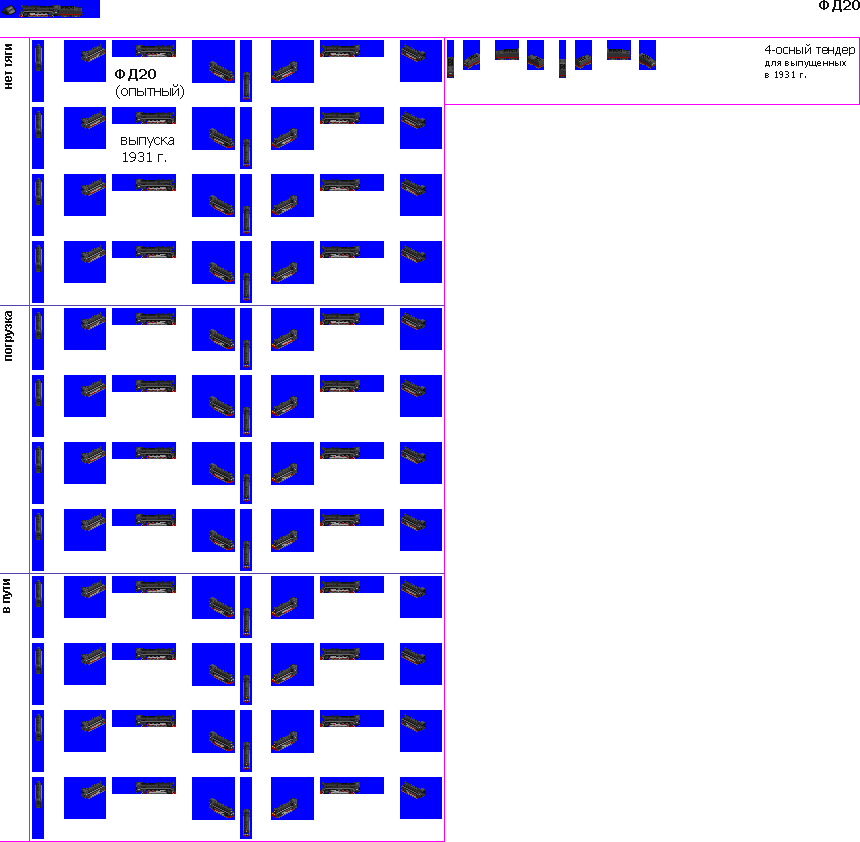 ФД20
нет тяги
ФД20
(опытный)
выпуска
1931 г.
4-осный тендер
для выпущенных
в 1931 г.
погрузка
в пути